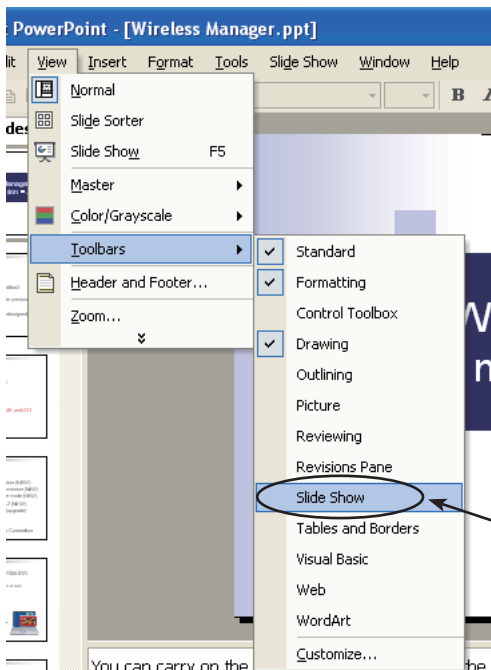 PowerPoint - [Wireless Manager.ppt]
dit View Insert Format Tools Slide Show Window Help
Normal
B
Slide Sorter
des
Slide Show F5
Master
Color/Grayscale
Toolbars
Standard
Header and Footer...
Formatting
Zoom...
Control Toolbox
Drawing
Outlining
Picture
Reviewing
Revisions Pane
Slide Show
Tables and Borders
Visual Basic
Web
WordArt
Customize...
You can carry on the